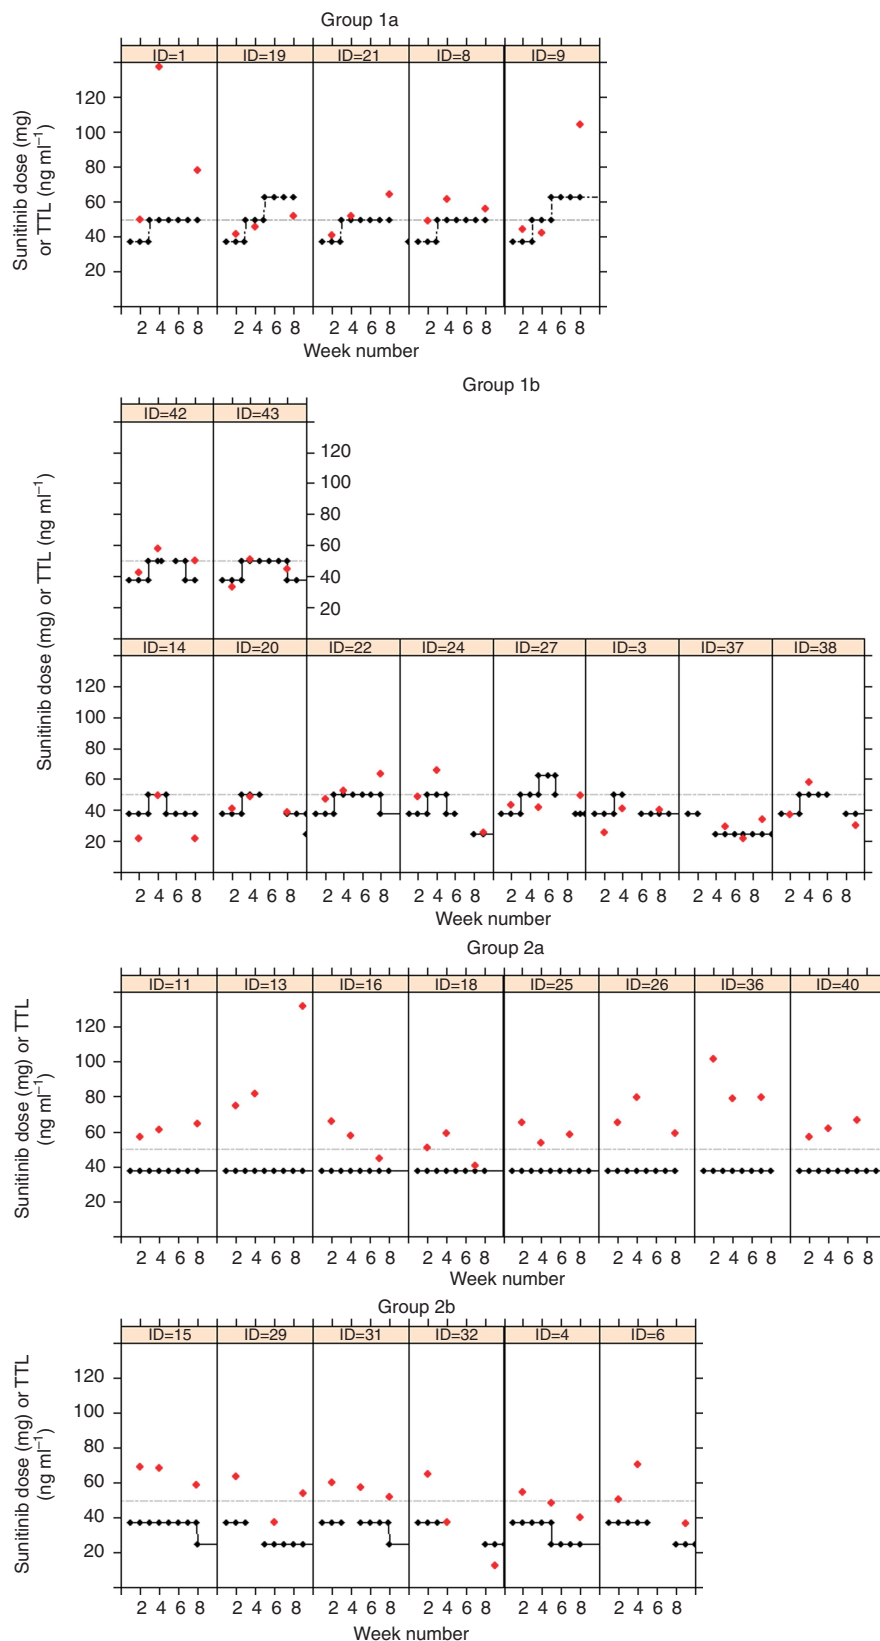 Group 1a
ID=1 ID=19 ID=21 ID=8 ID=9
Sunitinib dose (mg)
or TTL (ng ml⁻¹)
120
100
80
60
40
20
2 4 6 8 2 4 6 8 2 4 6 8 2 4 6 8 2 4 6 8
Week number
Group 1b
ID=42 ID=43
Sunitinib dose (mg) or TTL (ng ml⁻¹)
120
100
80
60
40
20
ID=14 ID=20 ID=22 ID=24 ID=27 ID=3 ID=37 ID=38
120
100
80
60
40
20
2 4 6 8 2 4 6 8 2 4 6 8 2 4 6 8 2 4 6 8 2 4 6 8 2 4 6 8 2 4 6 8
Week number
Group 2a
ID=11 ID=13 ID=16 ID=18 ID=25 ID=26 ID=36 ID=40
Sunitinib dose (mg) or TTL
(ng ml⁻¹)
120
100
80
60
40
20
2 4 6 8 2 4 6 8 2 4 6 8 2 4 6 8 2 4 6 8 2 4 6 8 2 4 6 8 2 4 6 8
Week number
Group 2b
ID=15 ID=29 ID=31 ID=32 ID=4 ID=6
Sunitinib dose (mg) or TTL
(ng ml⁻¹)
120
100
80
60
40
20
2 4 6 8 2 4 6 8 2 4 6 8 2 4 6 8 2 4 6 8 2 4 6 8
Week number